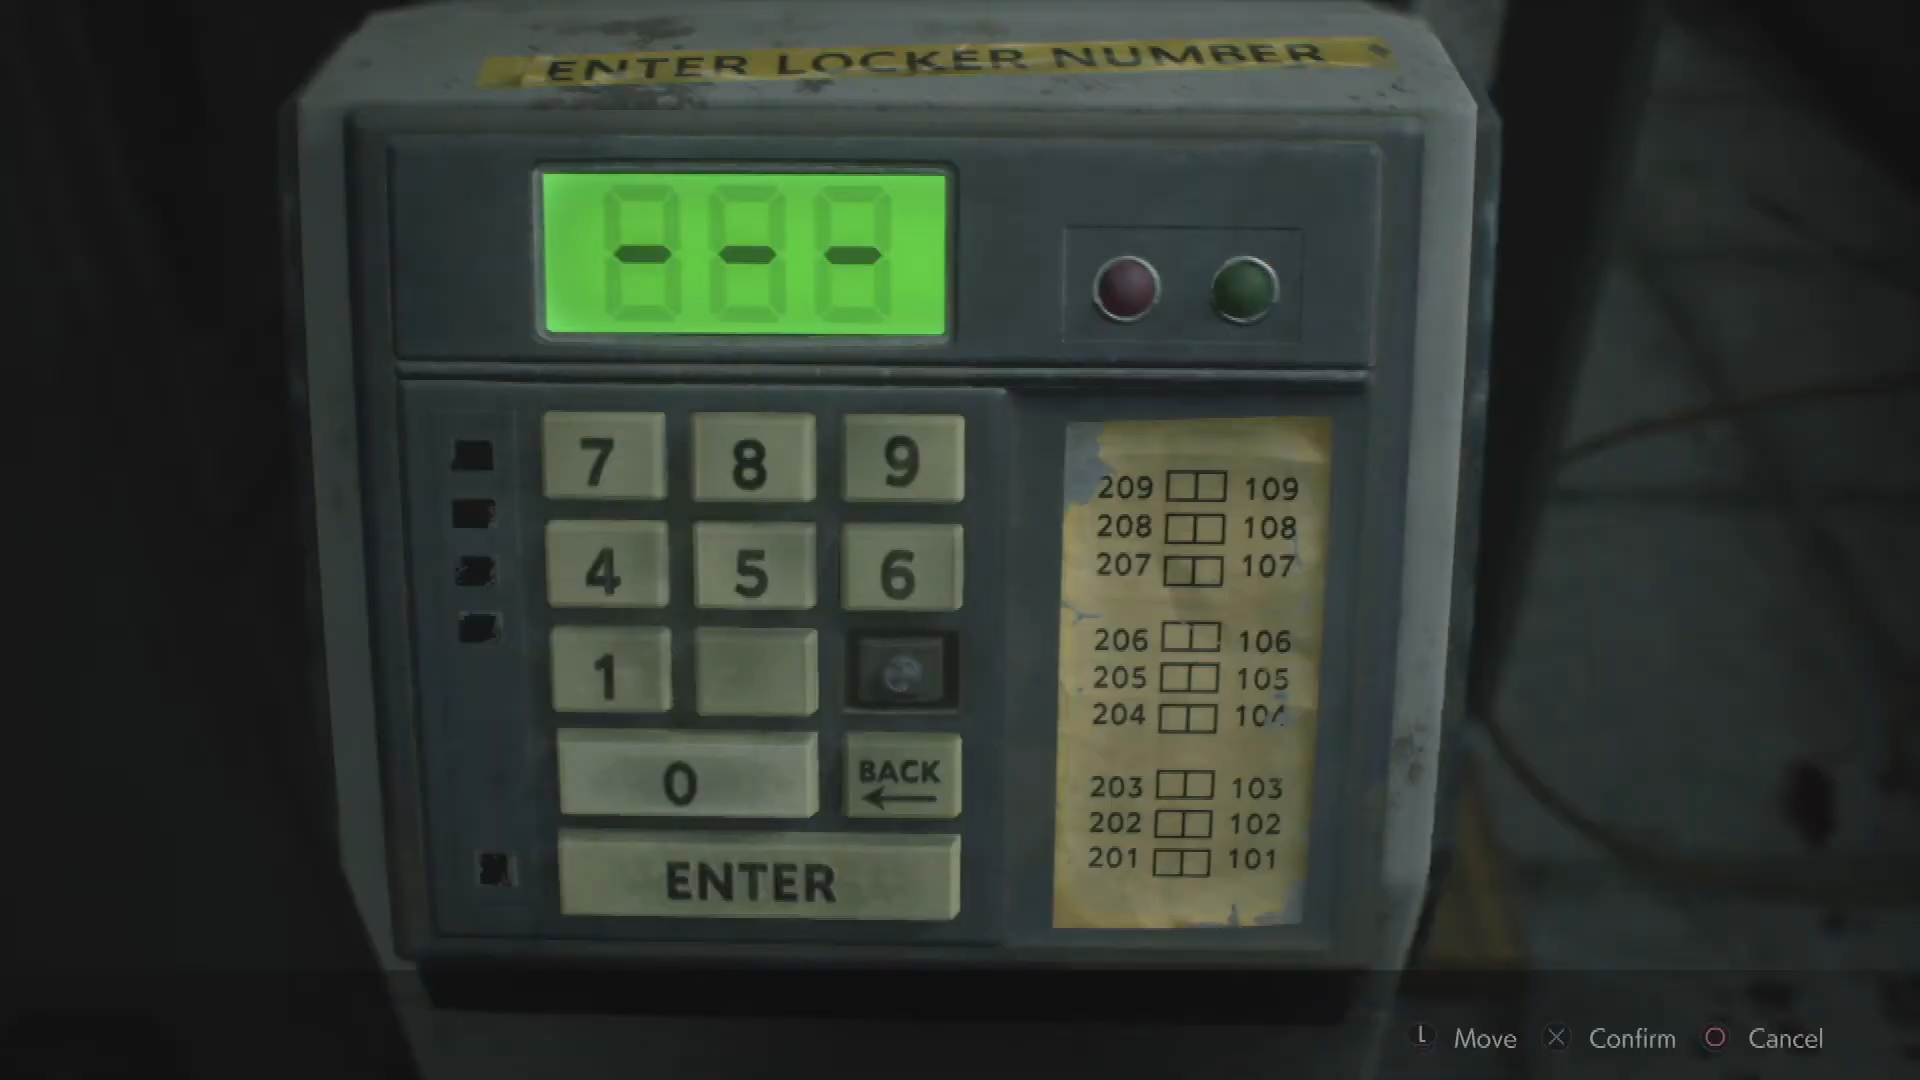 ENTER LOCKER NUMBER
- - -
7 8 9
4 5 6
1
0 BACK
ENTER
209 109
208 108
207 107
206 106
205 105
204 104
203 103
202 102
201 101
L Move X Confirm O Cancel